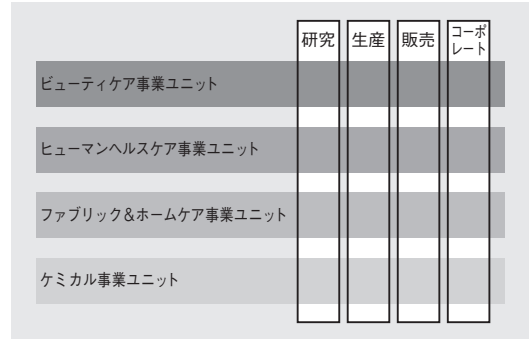 研究 生産 販売 コーポ
レート
ビューティケア事業ユニット
ヒューマンヘルスケア事業ユニット
ファブリック&ホームケア事業ユニット
ケミカル事業ユニット